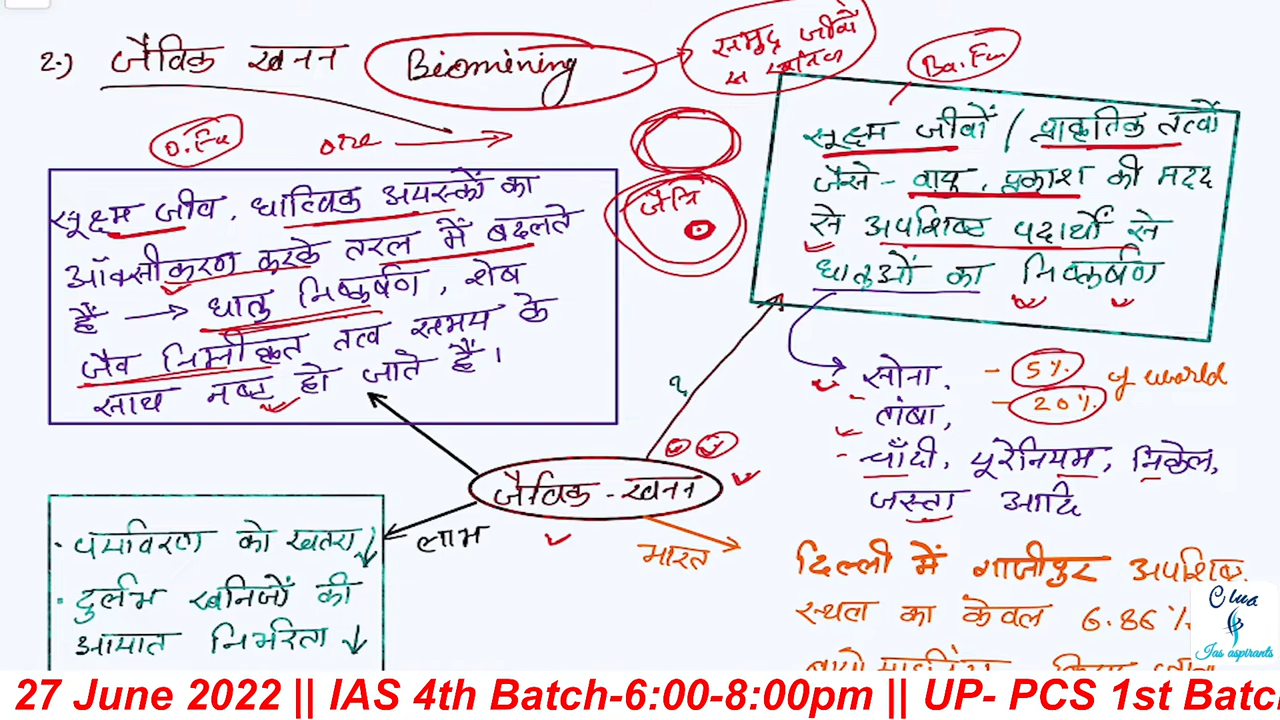 2.) जैविक खनन Biomining
समुद्र जीवों
Ba. Fu
ore
सूक्ष्म जीव, धात्विक अयस्कों का
ऑक्सीकरण करके तरल में बदलते
हैं → धातु निष्कर्षण, शेष
जैव निम्नीकृत तत्व समय के
साथ नष्ट हो जाते हैं।
सूक्ष्म जीवों / प्राकृतिक तत्वों
जैसे - वायु, प्रकाश की मदद
से अपशिष्ट पदार्थों से
धातुओं का निष्कर्षण
सोना, - 5% of world
तांबा, - 20%
- चाँदी, यूरेनियम, निकेल,
जस्ता आदि
जैविक - खनन
लाभ
भारत
· पर्यावरण को खतरा ↓
· दुर्लभ खनिजों की
आयात निर्भरता ↓
दिल्ली में गाजीपुर अपशिष्ट
स्थल का केवल 6.86%
Clua
Ias aspirants
27 June 2022 || IAS 4th Batch-6:00-8:00pm || UP- PCS 1st Batc